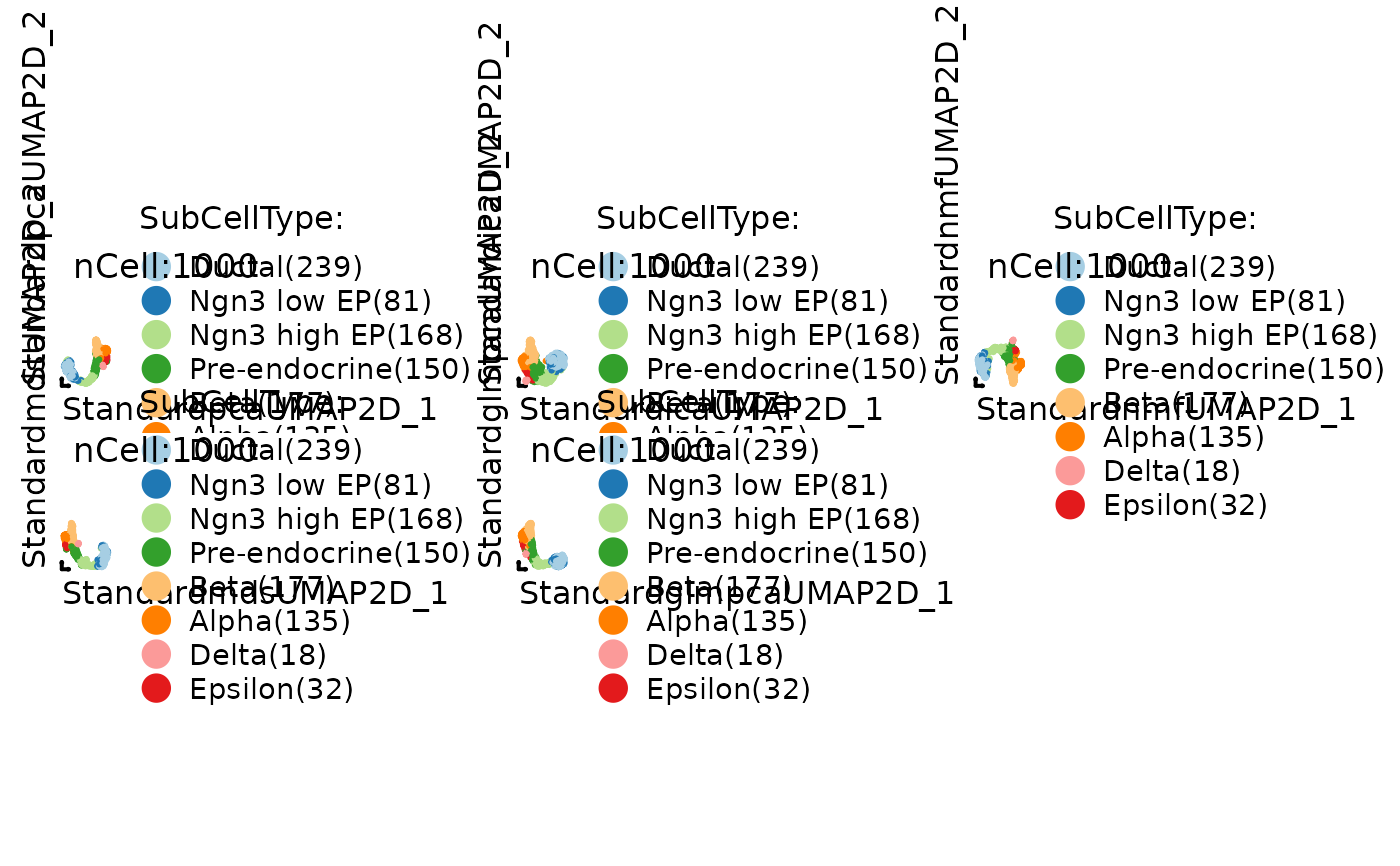 StandardpcaUMAP2D_2
SubCellType:
nCell:1000
Ductal(239)
Ngn3 low EP(81)
Ngn3 high EP(168)
Pre-endocrine(150)
Beta(177)
Alpha(135)
StandardpcaUMAP2D_1
StandardicaUMAP2D_2
SubCellType:
nCell:1000
Ductal(239)
Ngn3 low EP(81)
Ngn3 high EP(168)
Pre-endocrine(150)
Beta(177)
Alpha(135)
StandardicaUMAP2D_1
StandardnmfUMAP2D_2
SubCellType:
nCell:1000
Ductal(239)
Ngn3 low EP(81)
Ngn3 high EP(168)
Pre-endocrine(150)
Beta(177)
Alpha(135)
Delta(18)
Epsilon(32)
StandardnmfUMAP2D_1
StandardmdsUMAP2D_2
SubCellType:
nCell:1000
Ductal(239)
Ngn3 low EP(81)
Ngn3 high EP(168)
Pre-endocrine(150)
Beta(177)
Alpha(135)
Delta(18)
Epsilon(32)
StandardmdsUMAP2D_1
StandardglmpcaUMAP2D_2
SubCellType:
nCell:1000
Ductal(239)
Ngn3 low EP(81)
Ngn3 high EP(168)
Pre-endocrine(150)
Beta(177)
Alpha(135)
Delta(18)
Epsilon(32)
StandardglmpcaUMAP2D_1